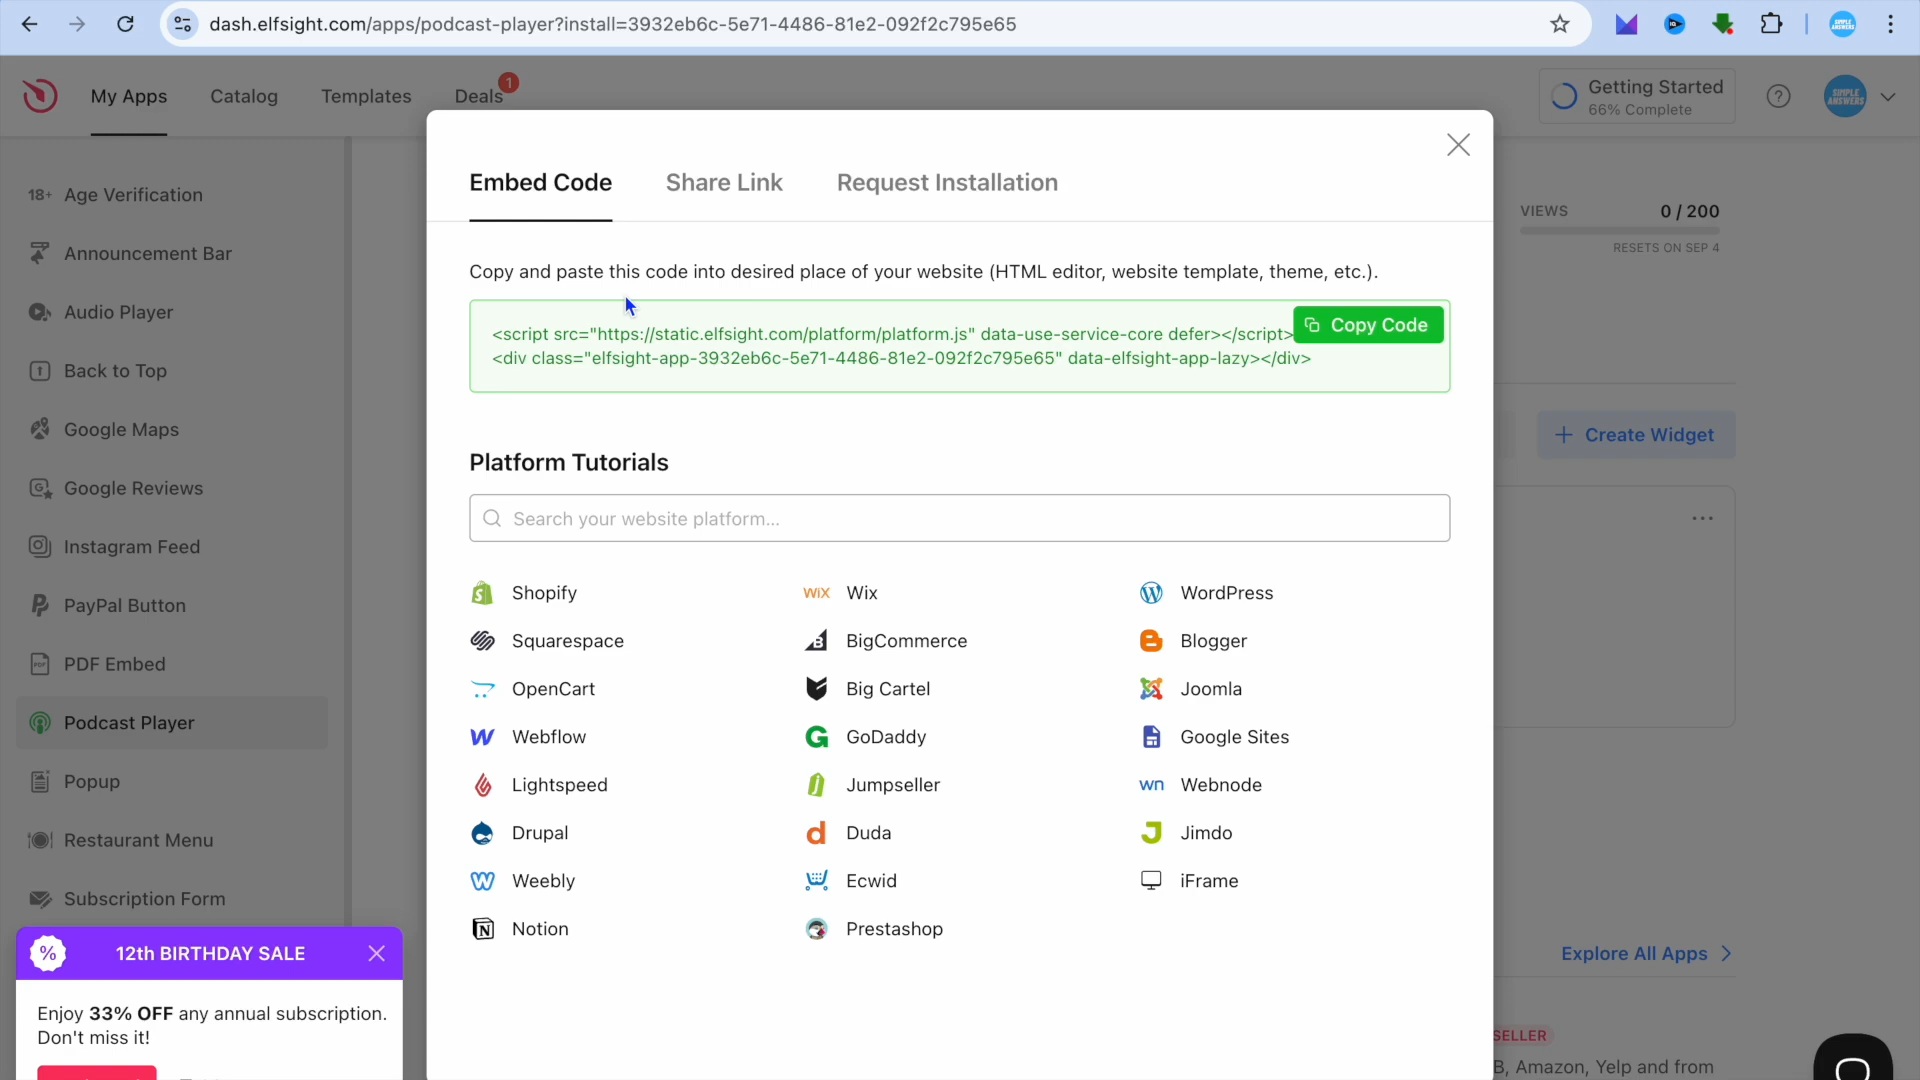 dash.elfsight.com/apps/podcast-player?install=3932eb6c-5e71-4486-81e2-092f2c795e65
My Apps
Catalog
Templates
Deals
1
Getting Started
66% Complete
SIMPLE ANSWERS
18+ Age Verification
Announcement Bar
Audio Player
Back to Top
Google Maps
Google Reviews
Instagram Feed
PayPal Button
PDF Embed
Podcast Player
Popup
Restaurant Menu
Subscription Form
12th BIRTHDAY SALE
Enjoy 33% OFF any annual subscription.
Don't miss it!
Embed Code
Share Link
Request Installation
Copy and paste this code into desired place of your website (HTML editor, website template, theme, etc.).
<script src="https://static.elfsight.com/platform/platform.js" data-use-service-core defer></script>
<div class="elfsight-app-3932eb6c-5e71-4486-81e2-092f2c795e65" data-elfsight-app-lazy></div>
Copy Code
Platform Tutorials
Search your website platform...
Shopify
WIX Wix
WordPress
Squarespace
BigCommerce
Blogger
OpenCart
Big Cartel
Joomla
Webflow
GoDaddy
Google Sites
Lightspeed
Jumpseller
wn Webnode
Drupal
Duda
Jimdo
Weebly
Ecwid
iFrame
Notion
Prestashop
VIEWS 0 / 200
RESETS ON SEP 4
+ Create Widget
Explore All Apps
SELLER
B, Amazon, Yelp and from